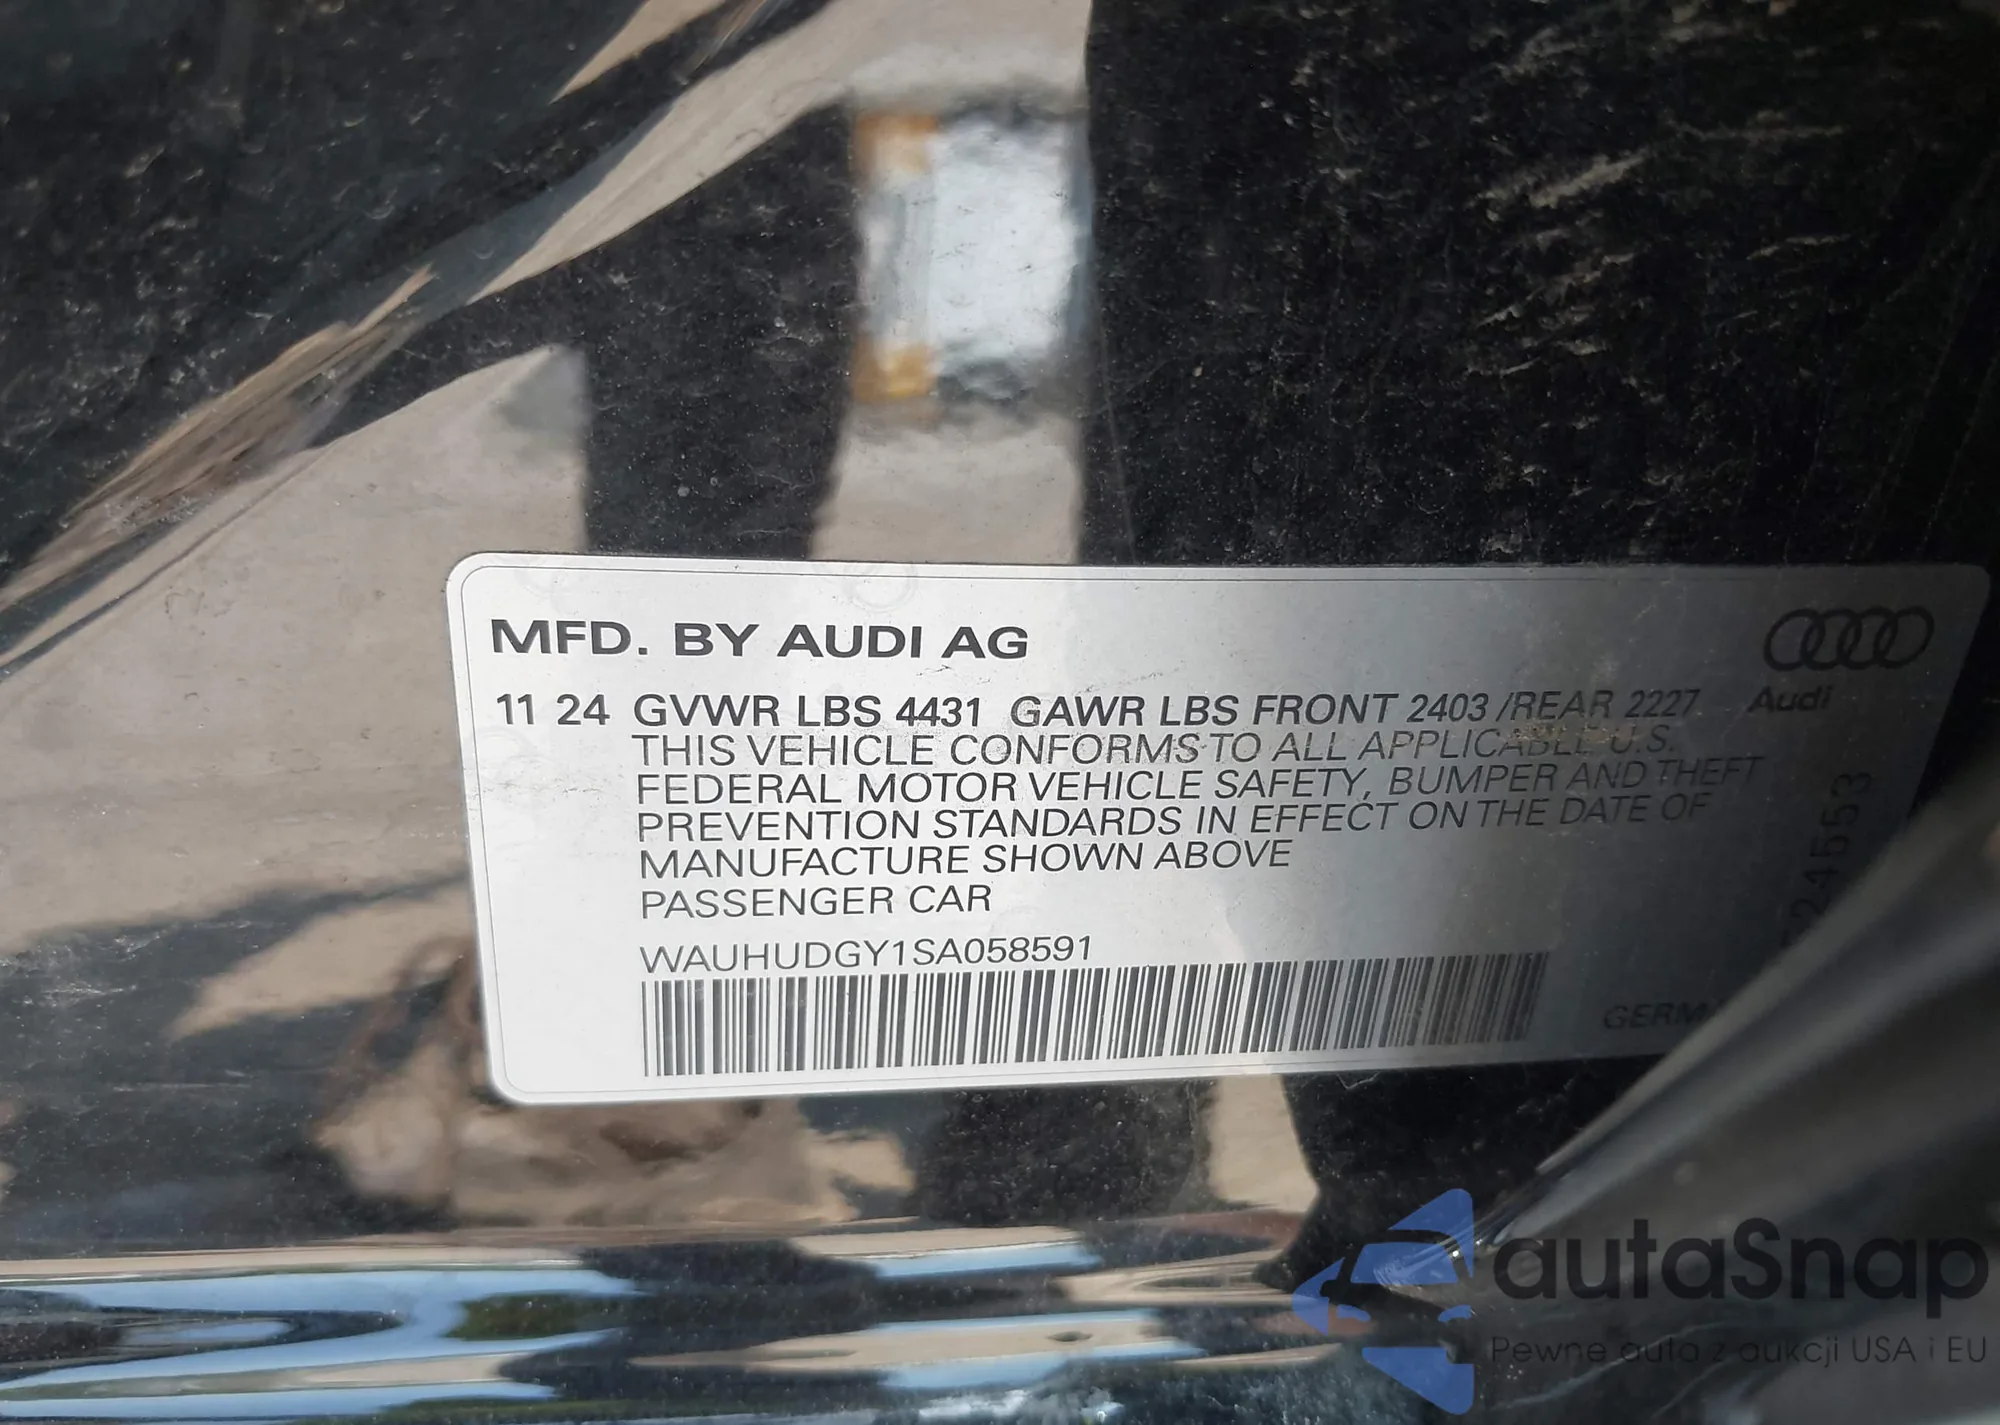 MFD. BY AUDI AG
11 24 GVWR LBS 4431 GAWR LBS FRONT 2403 /REAR 2227
Audi
THIS VEHICLE CONFORMS TO ALL APPLICABLE U.S.
FEDERAL MOTOR VEHICLE SAFETY, BUMPER AND THEFT
PREVENTION STANDARDS IN EFFECT ON THE DATE OF
MANUFACTURE SHOWN ABOVE
PASSENGER CAR
WAUHUDGY1SA058591
autaSnap
Pewne auta z aukcji USA i EU